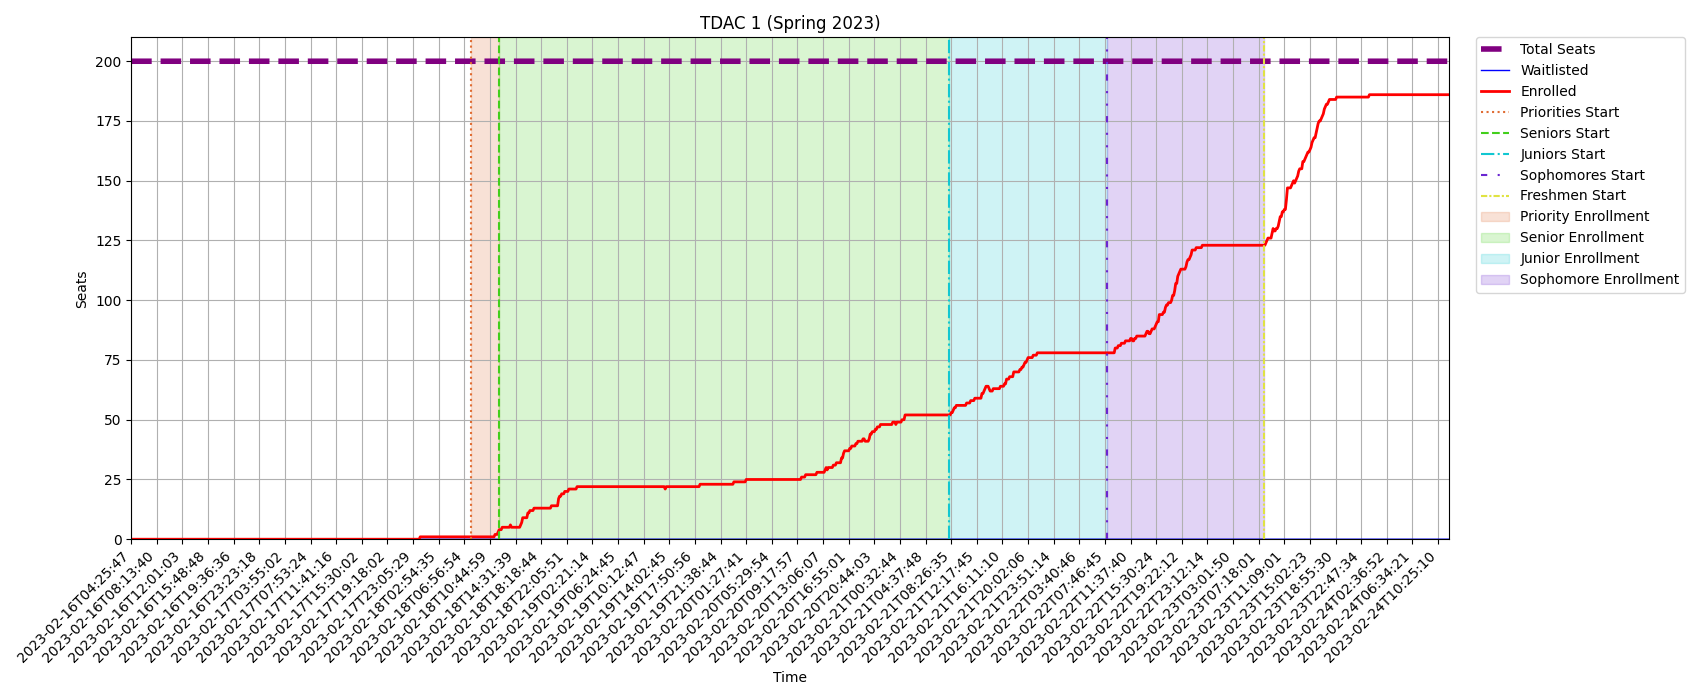 TDAC 1 (Spring 2023)
Seats
200
175
150
125
100
75
50
25
0
2023-02-16T04:25:47
2023-02-16T08:13:40
2023-02-16T12:01:03
2023-02-16T15:48:48
2023-02-16T19:36:36
2023-02-16T23:23:18
2023-02-17T03:55:02
2023-02-17T07:53:24
2023-02-17T11:41:16
2023-02-17T15:30:02
2023-02-17T19:18:02
2023-02-17T23:05:29
2023-02-18T02:54:35
2023-02-18T06:56:54
2023-02-18T10:44:59
2023-02-18T14:31:39
2023-02-18T18:18:44
2023-02-18T22:05:51
2023-02-19T02:21:14
2023-02-19T06:24:45
2023-02-19T10:12:47
2023-02-19T14:02:45
2023-02-19T17:50:56
2023-02-19T21:38:44
2023-02-20T01:27:41
2023-02-20T05:29:54
2023-02-20T09:17:57
2023-02-20T13:06:07
2023-02-20T16:55:01
2023-02-20T20:44:03
2023-02-21T00:32:44
2023-02-21T04:37:48
2023-02-21T08:26:35
2023-02-21T12:17:45
2023-02-21T16:11:10
2023-02-21T20:02:06
2023-02-21T23:51:14
2023-02-22T03:40:46
2023-02-22T07:46:45
2023-02-22T11:37:40
2023-02-22T15:30:24
2023-02-22T19:22:12
2023-02-22T23:12:14
2023-02-23T03:01:50
2023-02-23T07:18:01
2023-02-23T11:09:01
2023-02-23T15:02:23
2023-02-23T18:55:30
2023-02-23T22:47:34
2023-02-24T02:36:52
2023-02-24T06:34:21
2023-02-24T10:25:10
Time
Total Seats
Waitlisted
Enrolled
Priorities Start
Seniors Start
Juniors Start
Sophomores Start
Freshmen Start
Priority Enrollment
Senior Enrollment
Junior Enrollment
Sophomore Enrollment